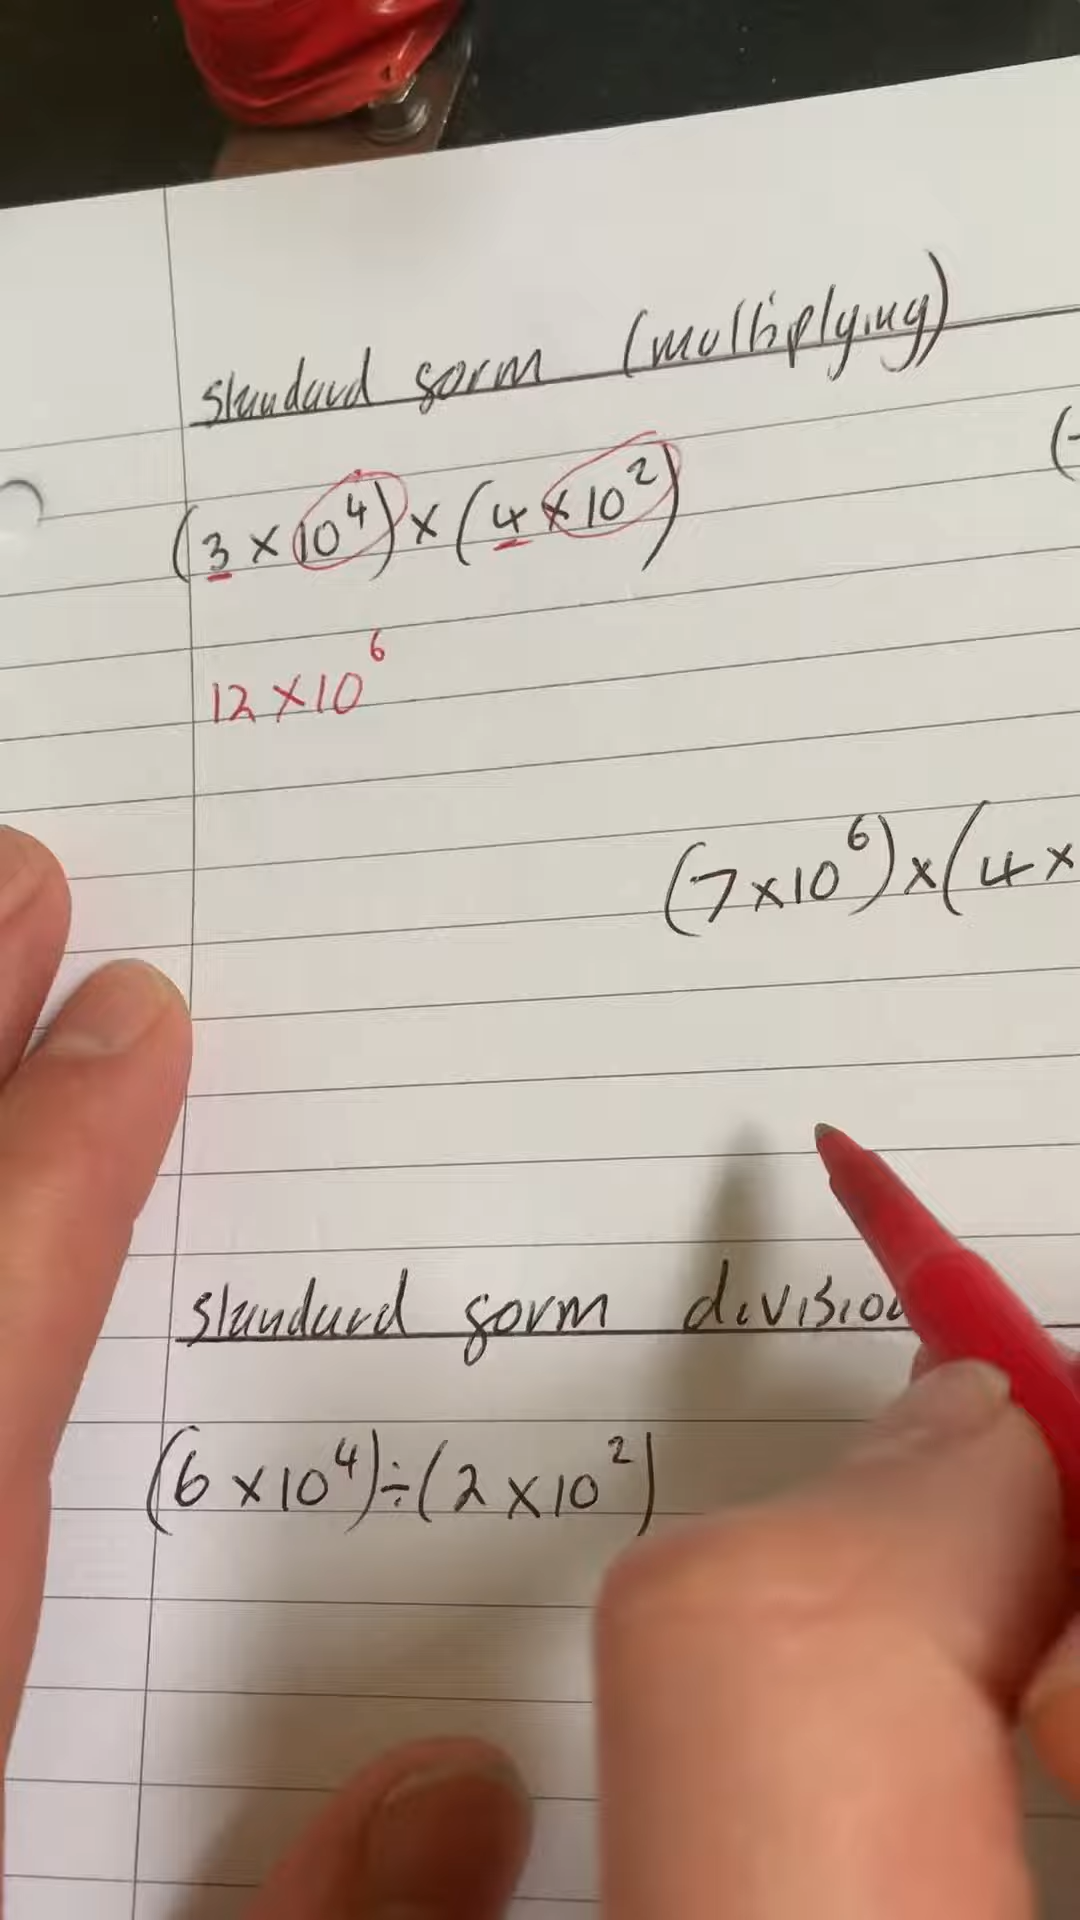 standard form (multiplying)
(3 × 10⁴) × (4 × 10²)
(
12 × 10⁶
(7 × 10⁶) × (4 ×
standard form division
(6 × 10⁴) ÷ (2 × 10²)